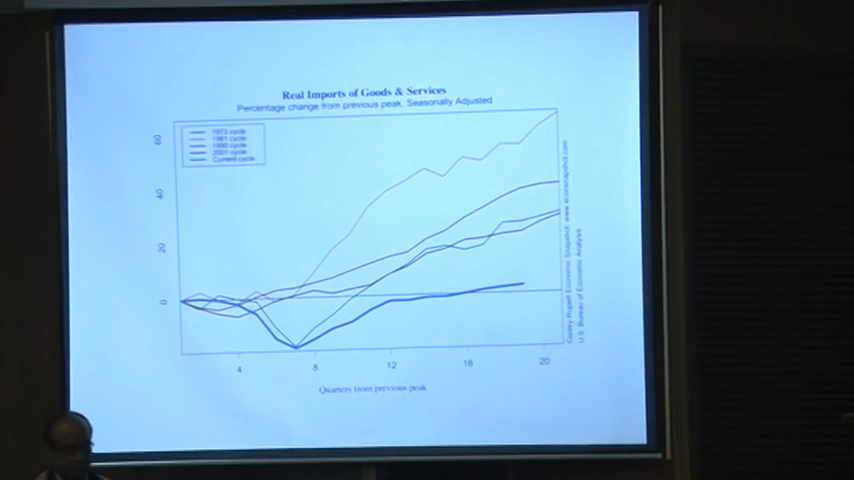 Real Imports of Goods & Services
Percentage change from previous peak, Seasonally Adjusted
1973 cycle
1981 cycle
1990 cycle
2001 cycle
Current cycle
60
40
20
0
4
8
12
16
20
Quarters from previous peak
Cooley Rupert Economic Snapshot, www.econsnapshot.com
U.S. Bureau of Economic Analysis